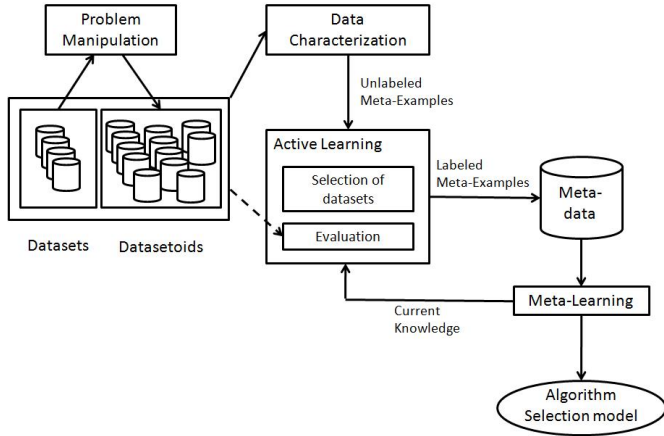 Problem
Manipulation
Data
Characterization
Unlabeled
Meta-Examples
Active Learning
Selection of
datasets
Evaluation
Labeled
Meta-Examples
Meta-
data
Datasets
Datasetoids
Current
Knowledge
Meta-Learning
Algorithm
Selection model